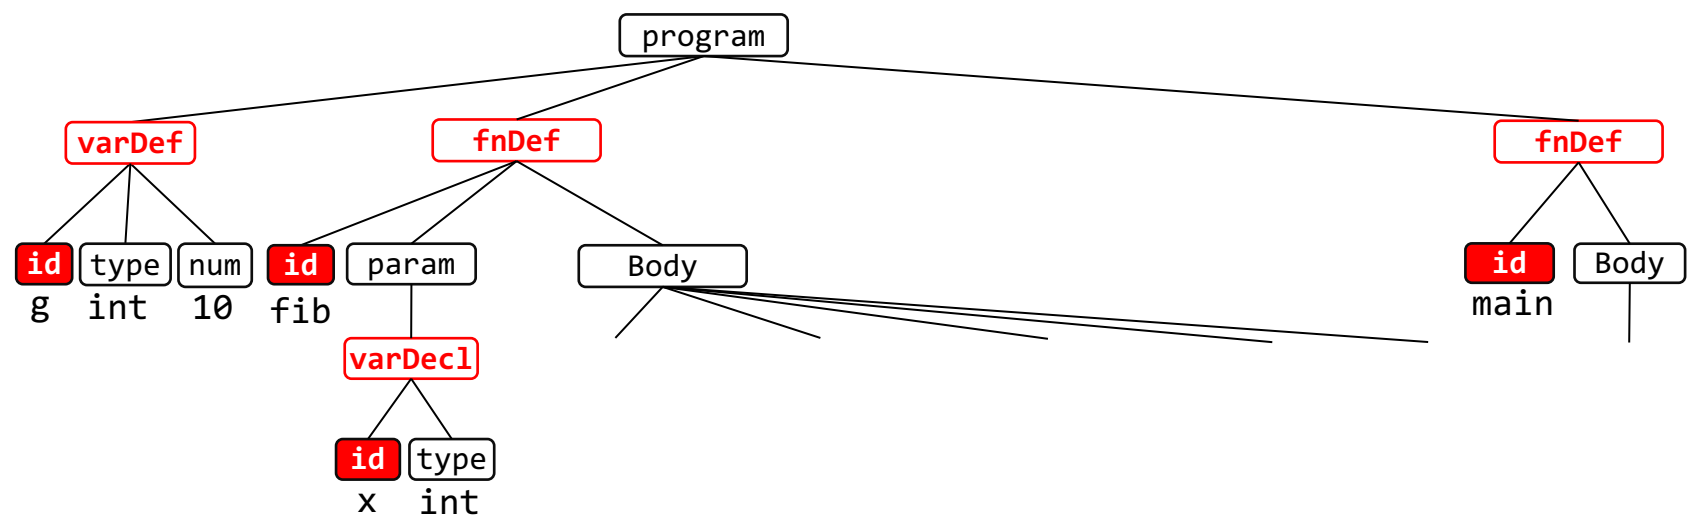 program
varDef fnDef fnDef
id type num id param Body id Body
g int 10 fib main
varDecl
id type
x int